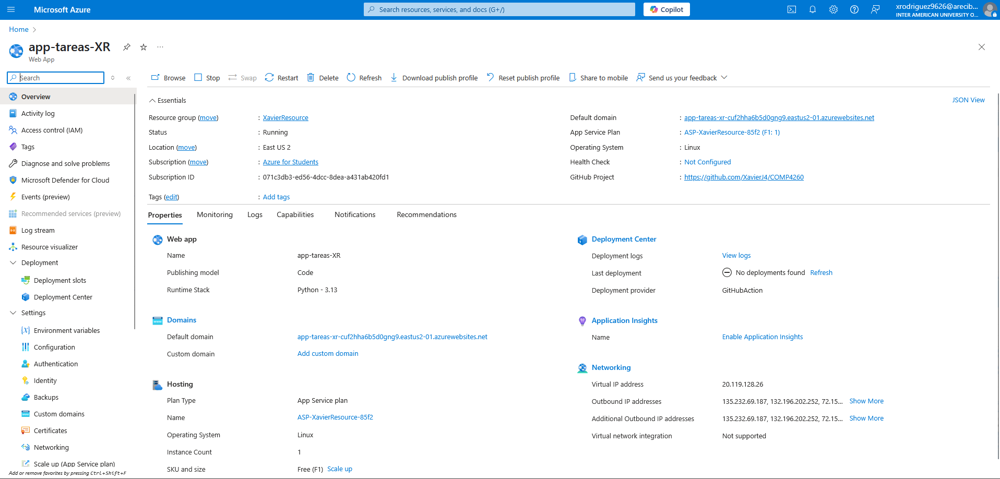 Microsoft Azure
Search resources, services, and docs (G+/)
Copilot
xrodriguez9626@arecib...
INTER AMERICAN UNIVERSITY O...
Home
app-tareas-XR
Web App
Search
Overview
Activity log
Access control (IAM)
Tags
Diagnose and solve problems
Microsoft Defender for Cloud
Events (preview)
Recommended services (preview)
Log stream
Resource visualizer
Deployment
Deployment slots
Deployment Center
Settings
Environment variables
Configuration
Authentication
Identity
Backups
Custom domains
Certificates
Networking
Scale up (App Service plan)
Add or remove favorites by pressing Ctrl+Shift+F
Browse Stop Swap Restart Delete Refresh Download publish profile Reset publish profile Share to mobile Send us your feedback
Essentials
JSON View
Resource group (move) : XavierResource
Status : Running
Location (move) : East US 2
Subscription (move) : Azure for Students
Subscription ID : 071c3db3-ed56-4dcc-8dea-a431ab420fd1
Default domain : app-tareas-xr-cuf2hha6b5d0gng9.eastus2-01.azurewebsites.net
App Service Plan : ASP-XavierResource-85f2 (F1: 1)
Operating System : Linux
Health Check : Not Configured
GitHub Project : https://github.com/XavierJ4/COMP4260
Tags (edit) : Add tags
Properties Monitoring Logs Capabilities Notifications Recommendations
Web app
Name app-tareas-XR
Publishing model Code
Runtime Stack Python - 3.13
Domains
Default domain app-tareas-xr-cuf2hha6b5d0gng9.eastus2-01.azurewebsites.net
Custom domain Add custom domain
Hosting
Plan Type App Service plan
Name ASP-XavierResource-85f2
Operating System Linux
Instance Count 1
SKU and size Free (F1) Scale up
Deployment Center
Deployment logs View logs
Last deployment No deployments found Refresh
Deployment provider GitHubAction
Application Insights
Name Enable Application Insights
Networking
Virtual IP address 20.119.128.26
Outbound IP addresses 135.232.69.187, 132.196.202.252, 72.15... Show More
Additional Outbound IP addresses 135.232.69.187, 132.196.202.252, 72.15... Show More
Virtual network integration Not supported